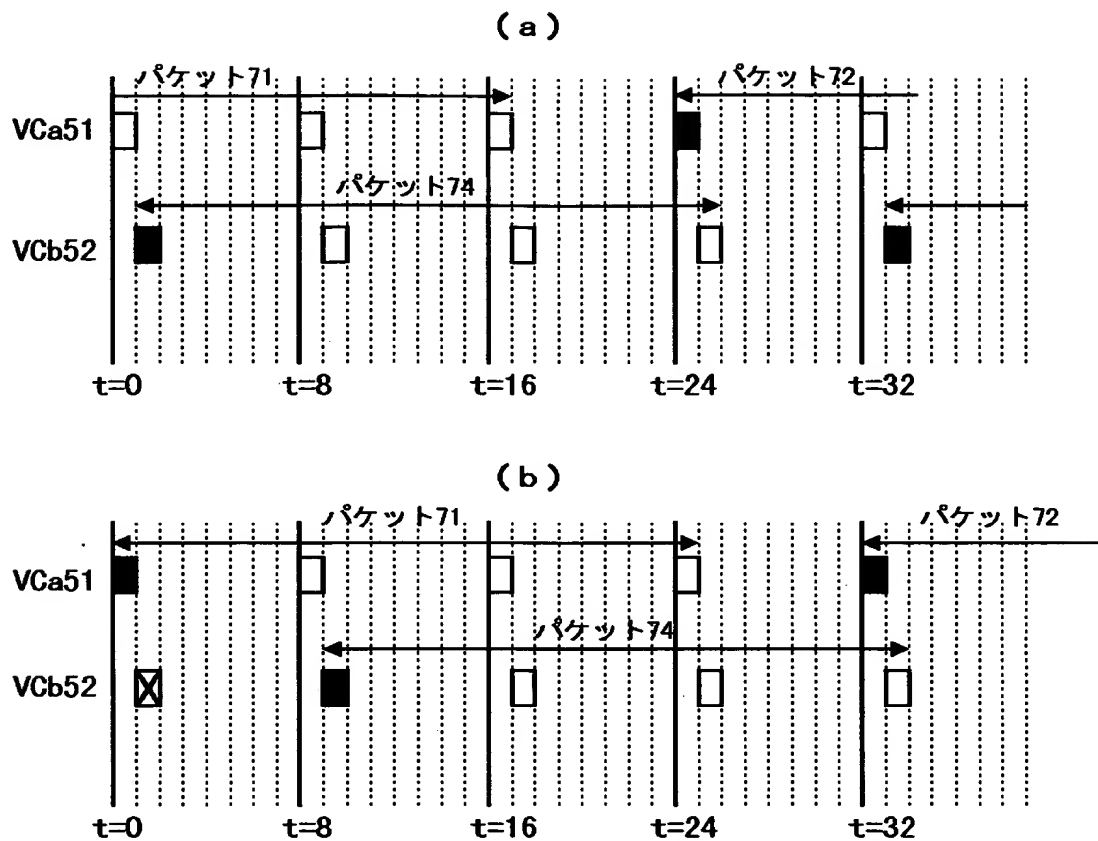 (a)
パケット71
パケット72
VCa51
パケット74
VCb52
t=0
t=8
t=16
t=24
t=32
(b)
パケット71
パケット72
VCa51
パケット74
VCb52
t=0
t=8
t=16
t=24
t=32